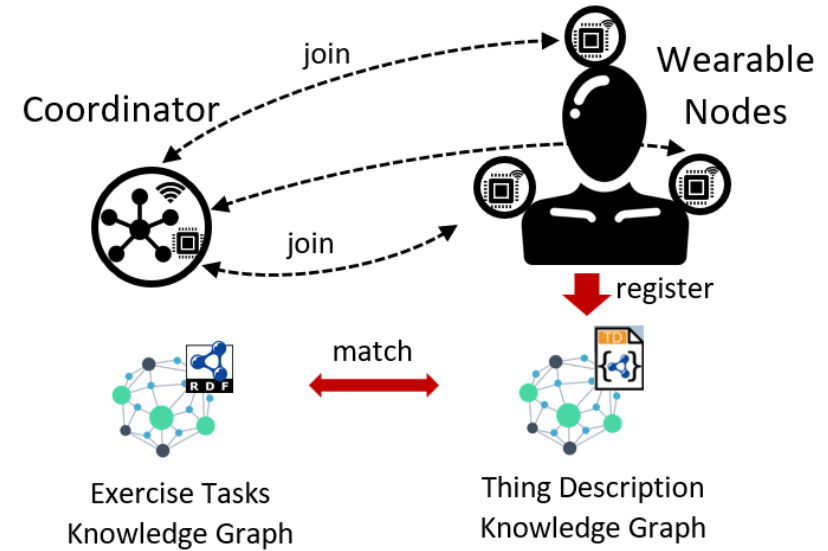 join
Wearable
Nodes
Coordinator
join
register
TD
RDF
match
Exercise Tasks
Knowledge Graph
Thing Description
Knowledge Graph